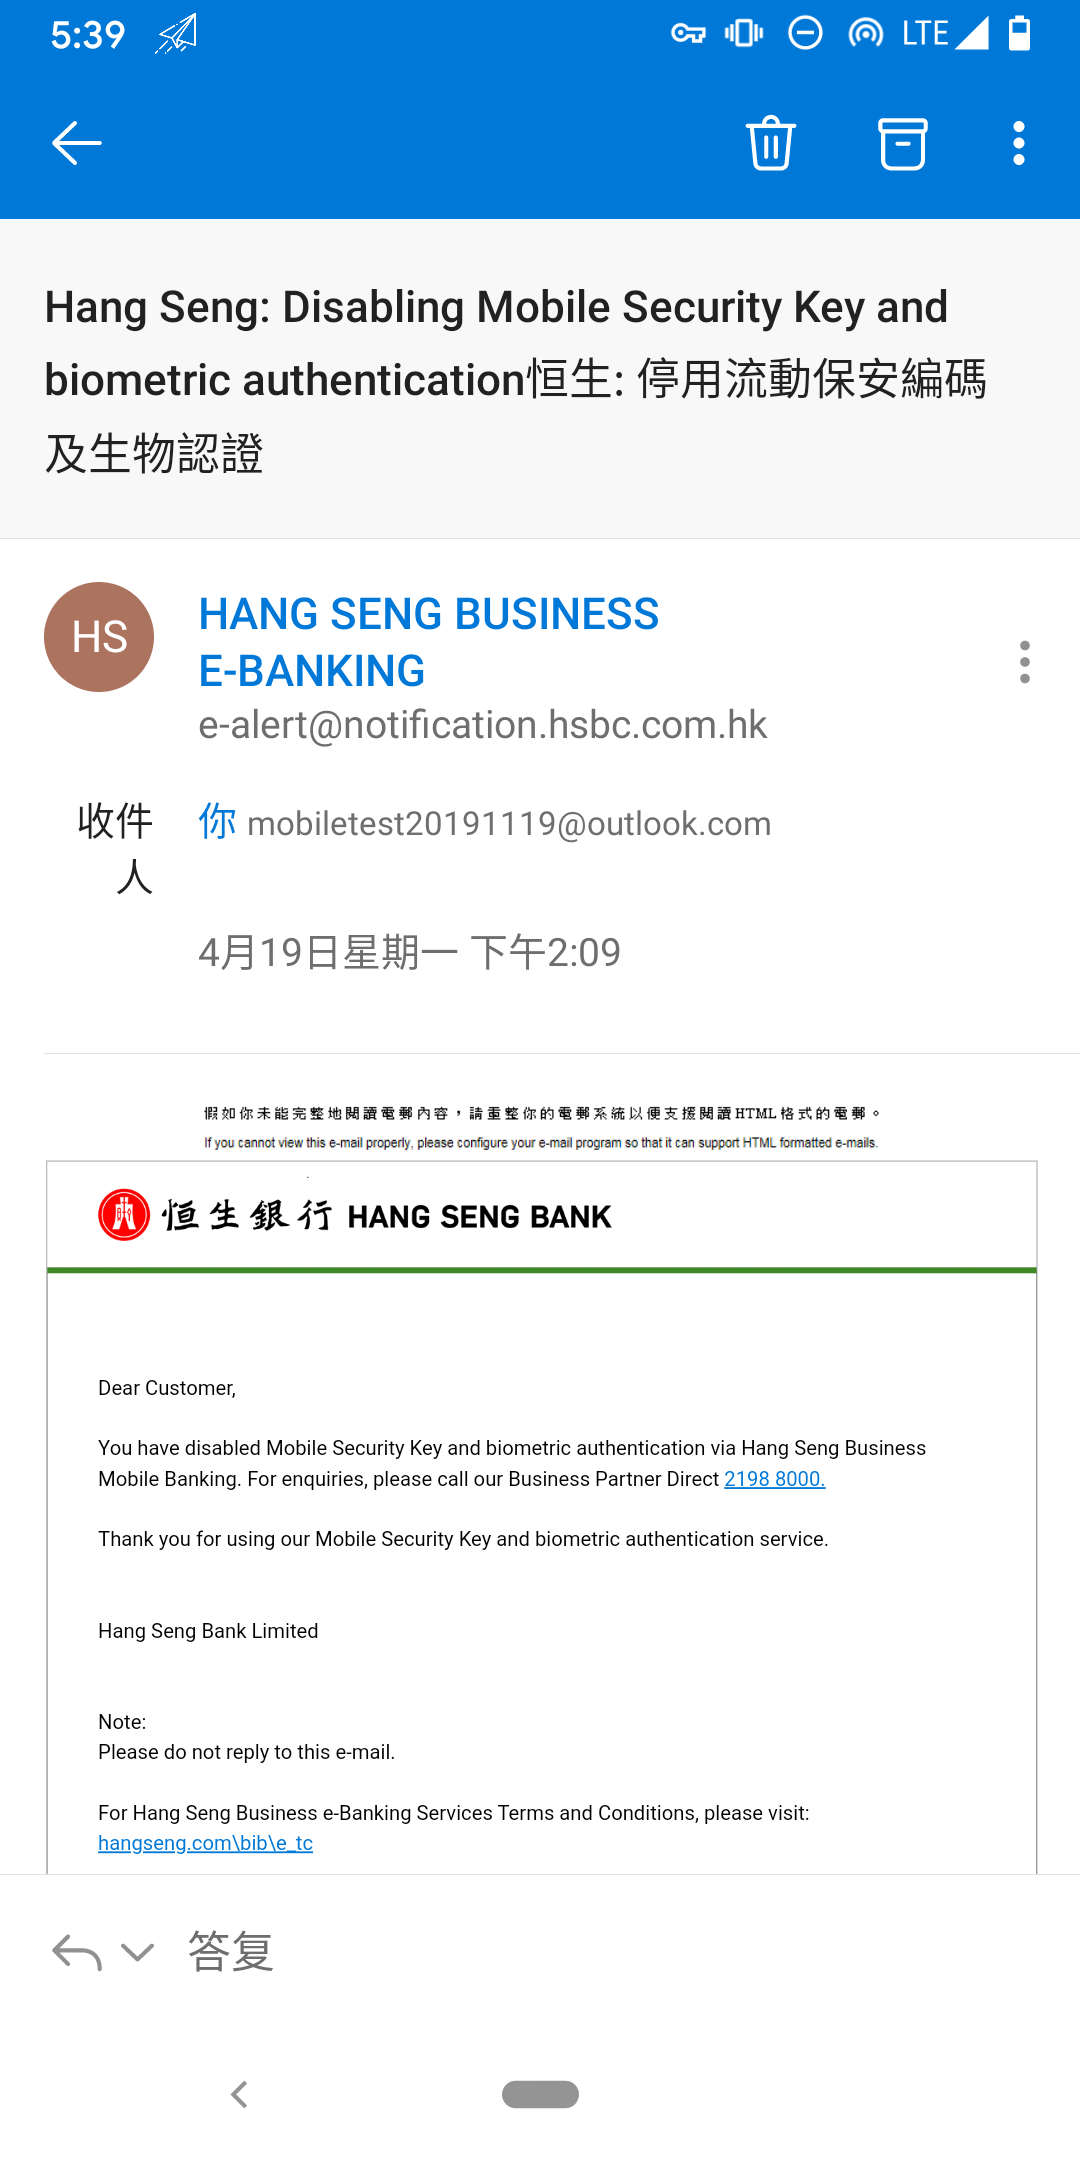 5:39
LTE
Hang Seng: Disabling Mobile Security Key and
biometric authentication恒生: 停用流動保安編碼
及生物認證
HS
HANG SENG BUSINESS
E-BANKING
e-alert@notification.hsbc.com.hk
收件人 你 mobiletest20191119@outlook.com
4月19日星期一 下午2:09
假如你未能完整地閱讀電郵內容，請重整你的電郵系統以便支援閱讀HTML格式的電郵。
If you cannot view this e-mail properly, please configure your e-mail program so that it can support HTML formatted e-mails.
恒生銀行 HANG SENG BANK
Dear Customer,
You have disabled Mobile Security Key and biometric authentication via Hang Seng Business
Mobile Banking. For enquiries, please call our Business Partner Direct 2198 8000.
Thank you for using our Mobile Security Key and biometric authentication service.
Hang Seng Bank Limited
Note:
Please do not reply to this e-mail.
For Hang Seng Business e-Banking Services Terms and Conditions, please visit:
hangseng.com\bib\e_tc
答复